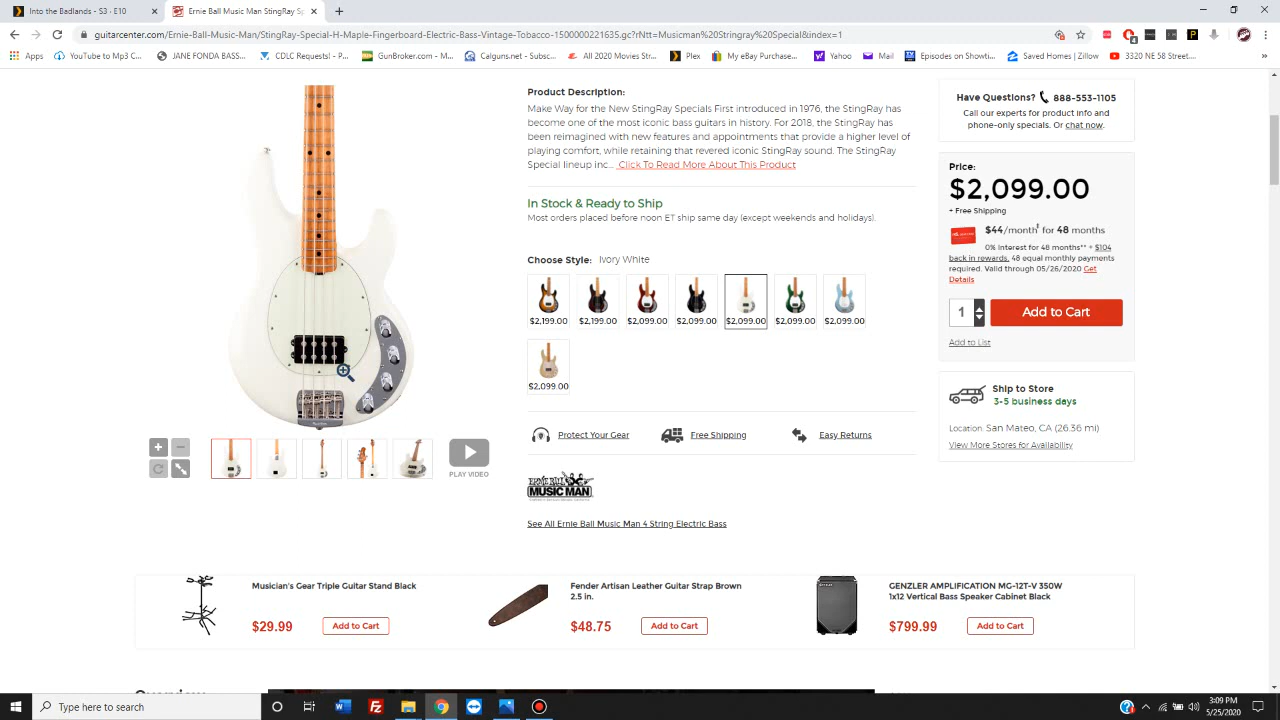 Into the Badlands - S3 - E10
Ernie Ball Music Man StingRay Sp
guitarcenter.com/Ernie-Ball-Music-Man/StingRay-Special-H-Maple-Fingerboard-Electric-Bass-Vintage-Tobacco-1500000221635.gc?rNtt=Musicman%20Stingray%20Special&index=1
Apps
YouTube to Mo3 C...
JANE FONDA BASS...
CDLC Requests! - P...
GunBroker.com - M...
Calguns.net - Subsc...
All 2020 Movies Str...
Plex
My eBay Purchase...
Yahoo
Mail
Episodes on Showti...
Saved Homes | Zillow
3320 NE 58 Street,...
»
Product Description:
Make Way for the New StingRay Specials First introduced in 1976, the StingRay has
become one of the most iconic bass guitars in history. For 2018, the StingRay has
been reimagined with new features and appointments that provide a higher level of
playing comfort, while retaining that revered iconic StingRay sound. The StingRay
Special lineup inc... Click To Read More About This Product
In Stock & Ready to Ship
Most orders placed before noon ET ship same day (except weekends and holidays).
Choose Style: Ivory White
$2,199.00 $2,199.00 $2,099.00 $2,099.00 $2,099.00 $2,099.00 $2,099.00
$2,099.00
Protect Your Gear
Free Shipping
Easy Returns
ERNIE BALL
MUSIC MAN
See All Ernie Ball Music Man 4 String Electric Bass
PLAY VIDEO
Have Questions? 888-553-1105
Call our experts for product info and
phone-only specials. Or chat now.
Price:
$2,099.00
+ Free Shipping
$44/month† for 48 months
0% interest for 48 months** + $104
back in rewards. 48 equal monthly payments
required. Valid through 05/26/2020 Get
Details
1
Add to Cart
Add to List
Ship to Store
3-5 business days
Location: San Mateo, CA (26.36 mi)
View More Stores for Availability
Musician's Gear Triple Guitar Stand Black
$29.99
Add to Cart
Fender Artisan Leather Guitar Strap Brown
2.5 in.
$48.75
Add to Cart
GENZLER AMPLIFICATION MG-12T-V 350W
1x12 Vertical Bass Speaker Cabinet Black
$799.99
Add to Cart
Type here to search
3:09 PM
5/25/2020